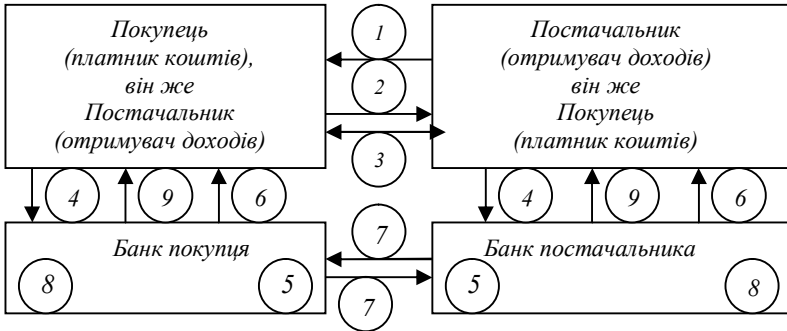 Покупець
(платник коштів),
він же
Постачальник
(отримувач доходів)
1
2
3
Постачальник
(отримувач доходів)
він же
Покупець
(платник коштів)
4
9
6
4
9
6
Банк покупця
8
5
7
7
Банк постачальника
5
8